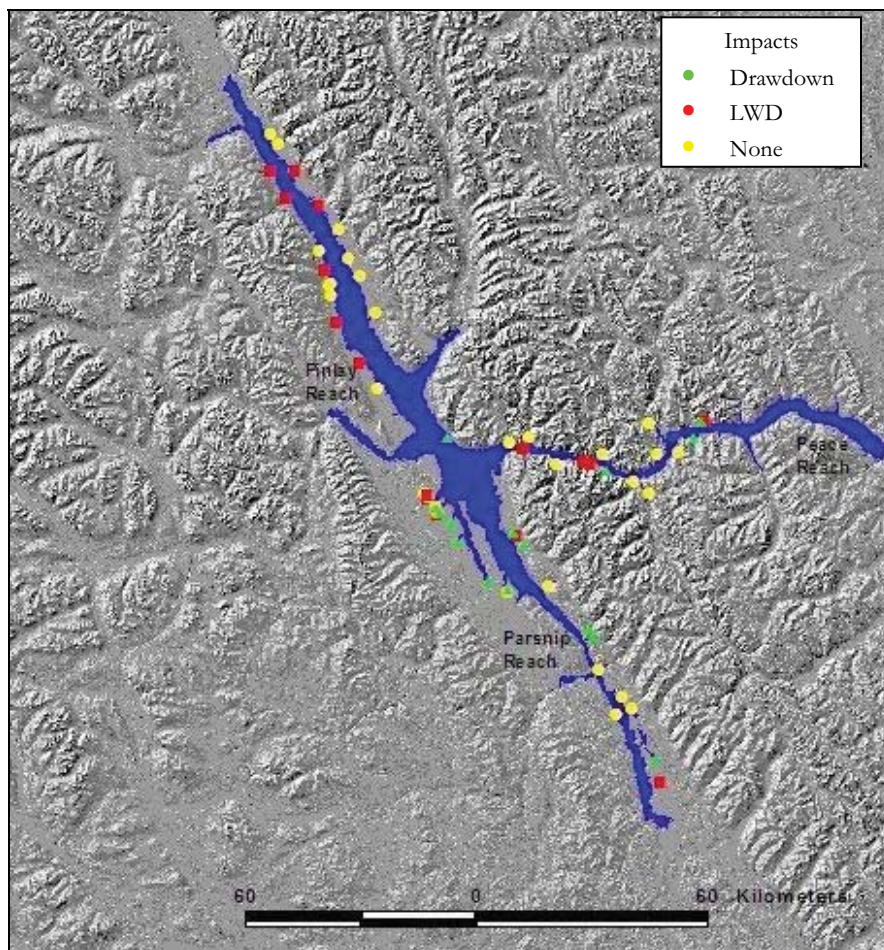 Impacts
Drawdown
LWD
None
Finlay
Reach
Peace
Reach
Parsnip
Reach
60 0 60 Kilometers